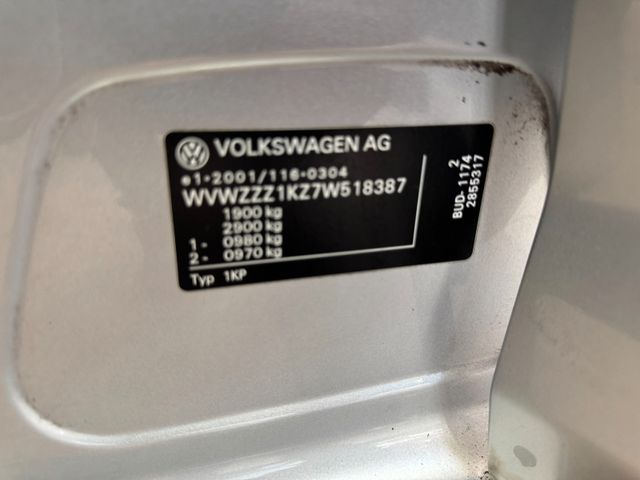 VOLKSWAGEN AG
e1*2001/116*0304
WVWZZZ1KZ7W518387
1900 kg
2900 kg
1 - 0980 kg
2 - 0970 kg
Typ 1KP
2
BUD- 1174
2855317